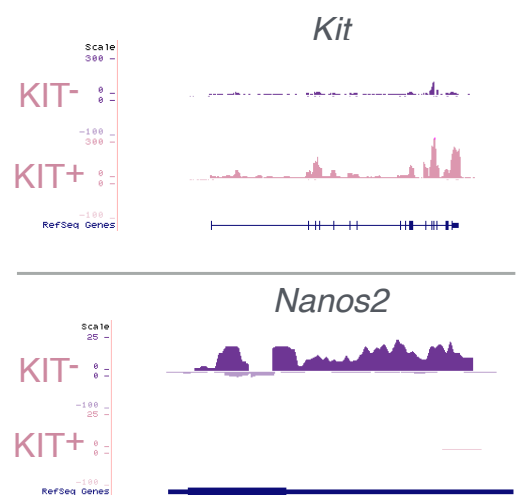 Kit
Scale
300
KIT-
0
0
-100
300
KIT+
0
0
-100
RefSeq Genes
Nanos2
Scale
25
KIT-
0
0
-100
25
KIT+
0
0
-100
RefSeq Genes